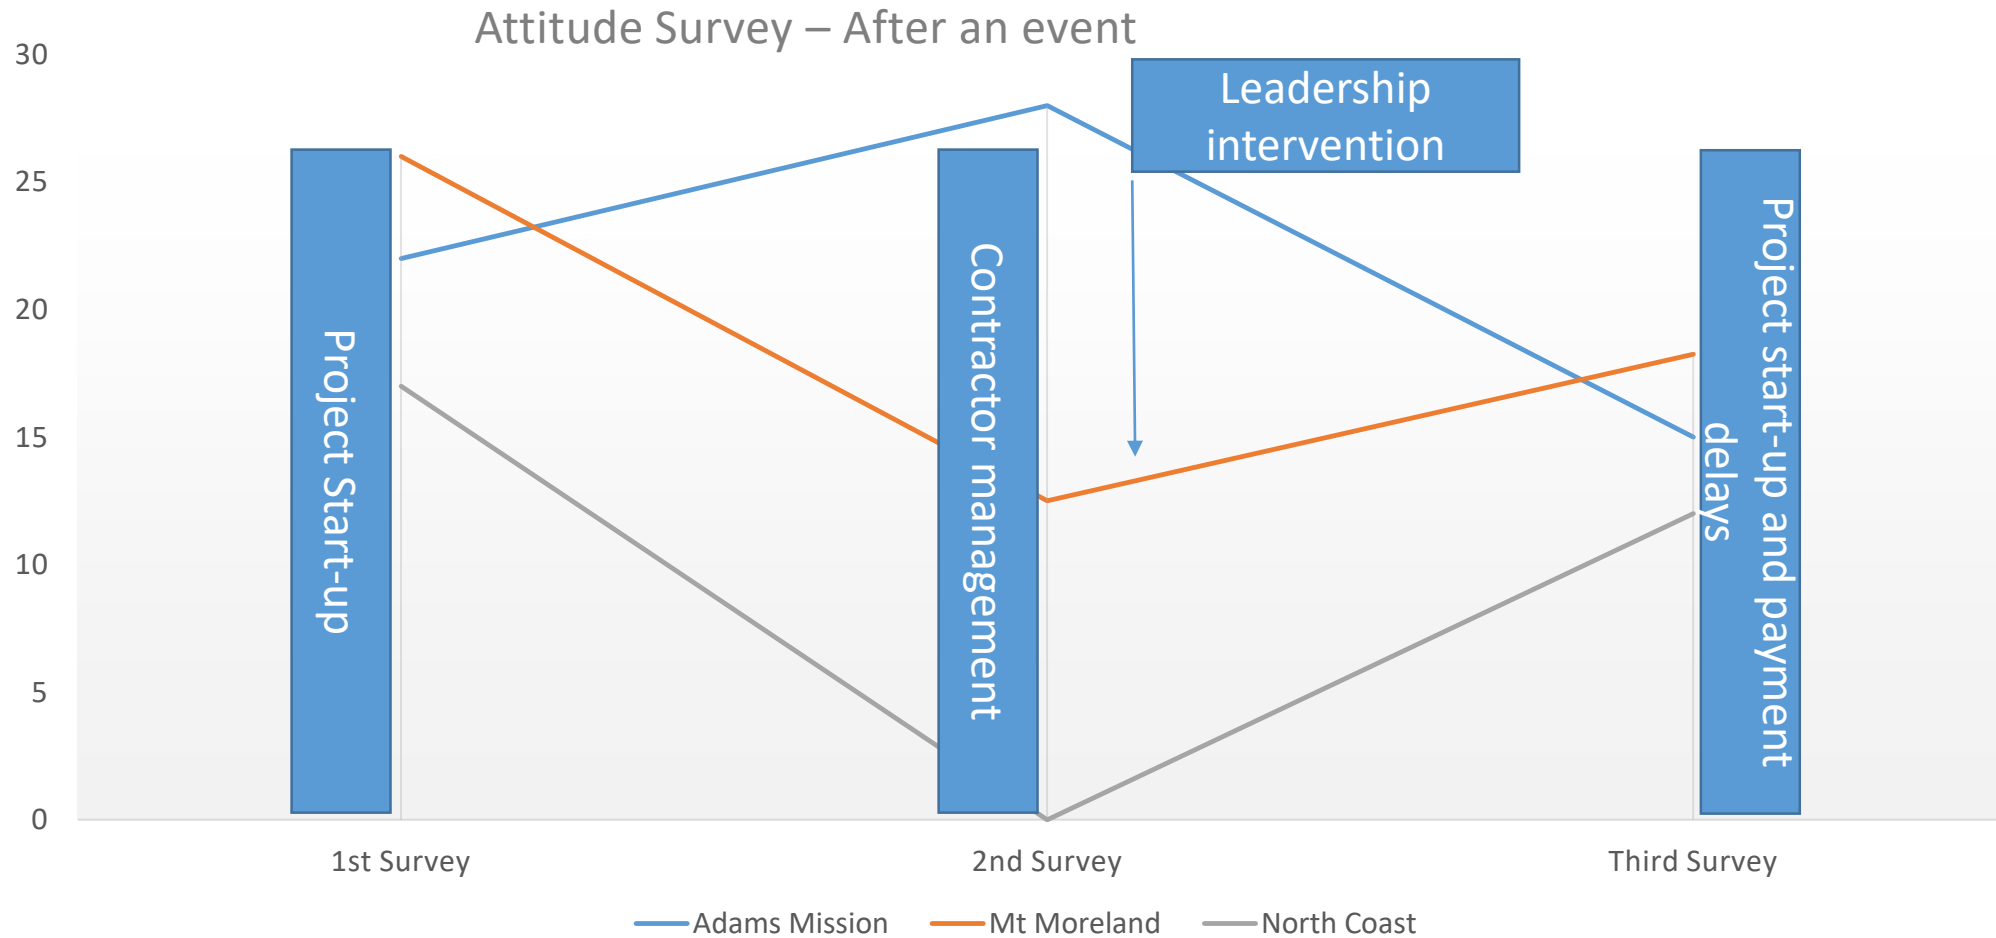 Attitude Survey – After an event
30
25
20
15
10
5
0
Project Start-up
Contractor management
Leadership
intervention
Project start-up and payment
delays
1st Survey
2nd Survey
Third Survey
Adams Mission
Mt Moreland
North Coast